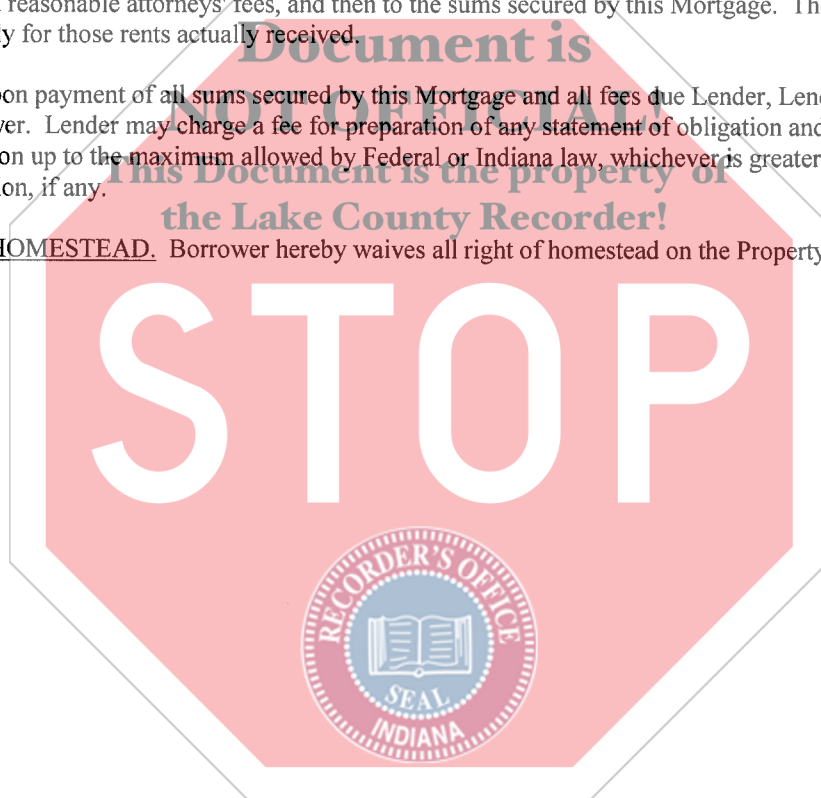 reasonable attorneys' fees, and then to the sums secured by this Mortgage.
for those rents actually received.
Document is
on payment of all sums secured by this Mortgage and all fees due Lender,
NOT OFFICIAL!
Lender may charge a fee for preparation of any statement of obligation and
on up to the maximum allowed by Federal or Indiana law, whichever is greater
This Document is the property of
on, if any.
the Lake County Recorder!
HOMESTEAD. Borrower hereby waives all right of homestead on the Property
STOP
RECORDER'S OFFICE
SEAL
INDIANA